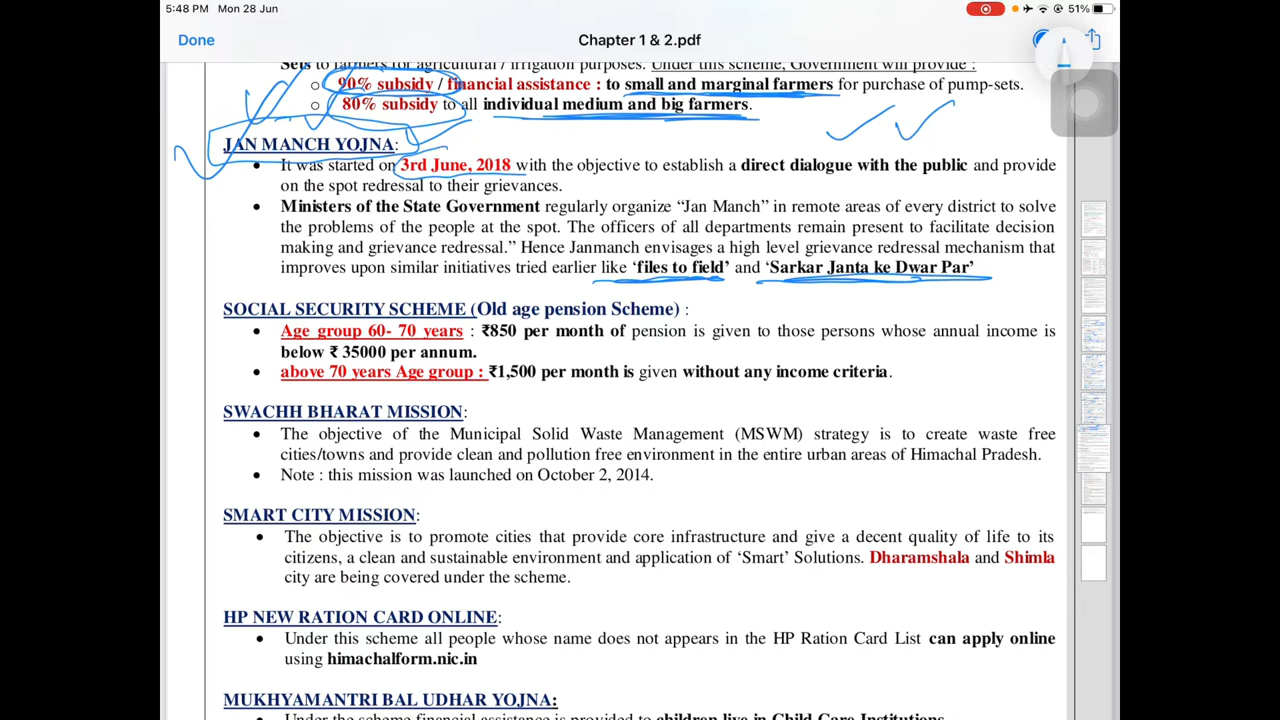 5:48 PM Mon 28 Jun
51%
Done
Chapter 1 & 2.pdf
Sets to farmers for agricultural / irrigation purposes. Under this scheme, Government will provide :
o 90% subsidy / financial assistance : to small and marginal farmers for purchase of pump-sets.
o 80% subsidy to all individual medium and big farmers.
JAN MANCH YOJNA:
• It was started on 3rd June, 2018 with the objective to establish a direct dialogue with the public and provide
on the spot redressal to their grievances.
• Ministers of the State Government regularly organize “Jan Manch” in remote areas of every district to solve
the problems of the people at the spot. The officers of all departments remain present to facilitate decision
making and grievance redressal.” Hence Janmanch envisages a high level grievance redressal mechanism that
improves upon similar initiatives tried earlier like ‘files to field’ and ‘Sarkar Janta ke Dwar Par’
SOCIAL SECURITY SCHEME (Old age pension Scheme) :
• Age group 60- 70 years : ₹850 per month of pension is given to those persons whose annual income is
below ₹ 35000 per annum.
• above 70 years Age group : ₹1,500 per month is given without any income criteria.
SWACHH BHARAT MISSION:
• The objective of the Municipal Solid Waste Management (MSWM) strategy is to create waste free
cities/towns and provide clean and pollution free environment in the entire urban areas of Himachal Pradesh.
• Note : this mission was launched on October 2, 2014.
SMART CITY MISSION:
• The objective is to promote cities that provide core infrastructure and give a decent quality of life to its
citizens, a clean and sustainable environment and application of ‘Smart’ Solutions. Dharamshala and Shimla
city are being covered under the scheme.
HP NEW RATION CARD ONLINE:
• Under this scheme all people whose name does not appears in the HP Ration Card List can apply online
using himachalform.nic.in
MUKHYAMANTRI BAL UDHAR YOJNA:
• Under the scheme financial assistance is provided to children live in Child Care Institutions